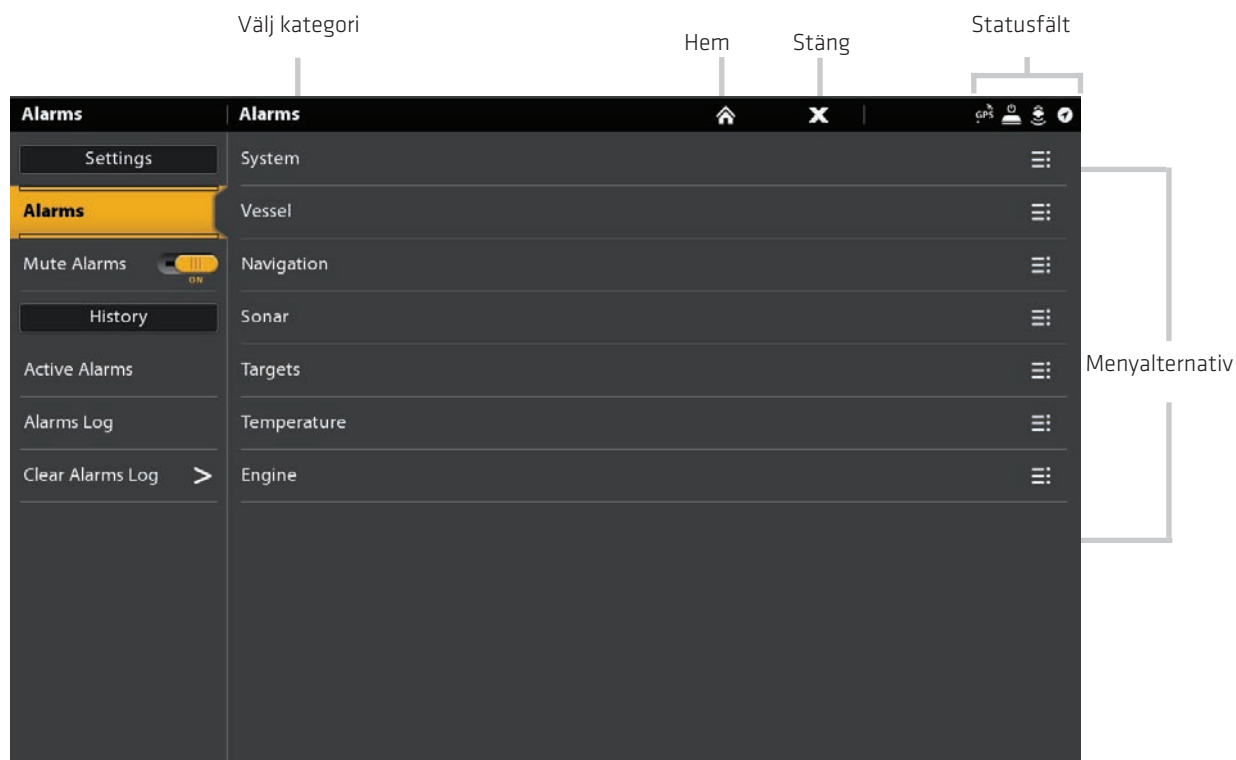 Välj kategori
Hem
Stäng
Statusfält
Alarms
Alarms
GPS
Settings
System
Alarms
Vessel
Mute Alarms
ON
Navigation
History
Sonar
Active Alarms
Targets
Menyalternativ
Alarms Log
Temperature
Clear Alarms Log
Engine